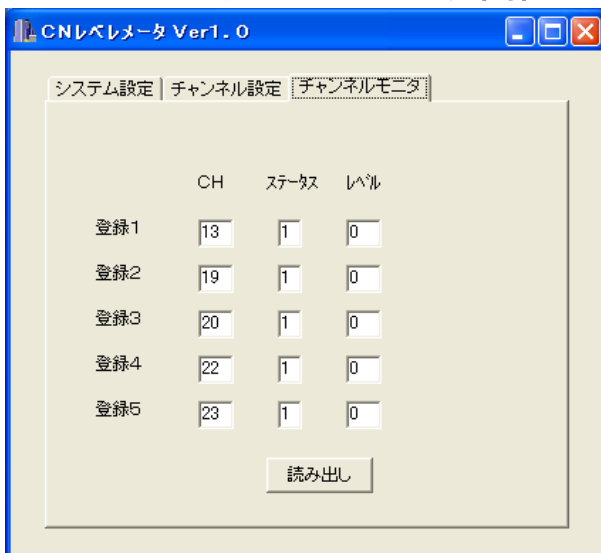 CNレベルメータ Ver1.0
システム設定 チャンネル設定 チャンネルモニタ
CH ステータス レベル
登録1 13 1 0
登録2 19 1 0
登録3 20 1 0
登録4 22 1 0
登録5 23 1 0
読み出し